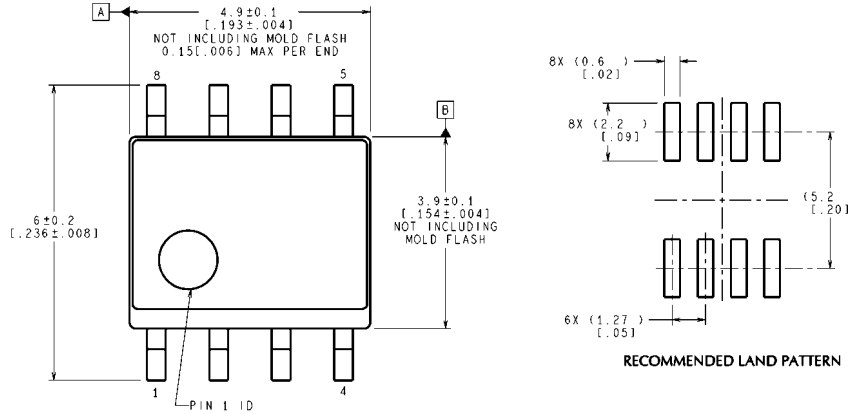 A
4.9±0.1
[.193±.004]
NOT INCLUDING MOLD FLASH
0.15[.006] MAX PER END
8
5
B
6±0.2
[.236±.008]
3.9±0.1
[.154±.004]
NOT INCLUDING
MOLD FLASH
1
4
PIN 1 ID
8X (0.6 )
[.02]
8X (2.2 )
[.09]
(5.2
[.20]
6X (1.27 )
[.05]
RECOMMENDED LAND PATTERN